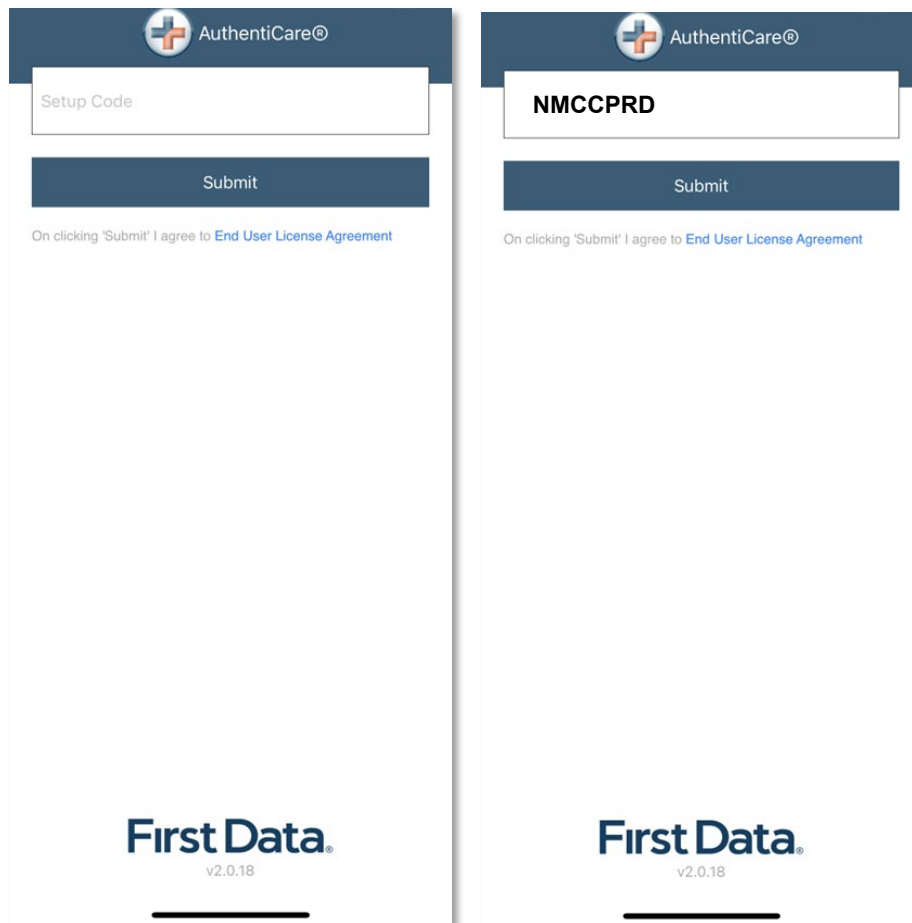 AuthentiCare®
Setup Code
Submit
On clicking 'Submit' I agree to End User License Agreement
First Data®
v2.0.18
AuthentiCare®
NMCCPRD
Submit
On clicking 'Submit' I agree to End User License Agreement
First Data®
v2.0.18